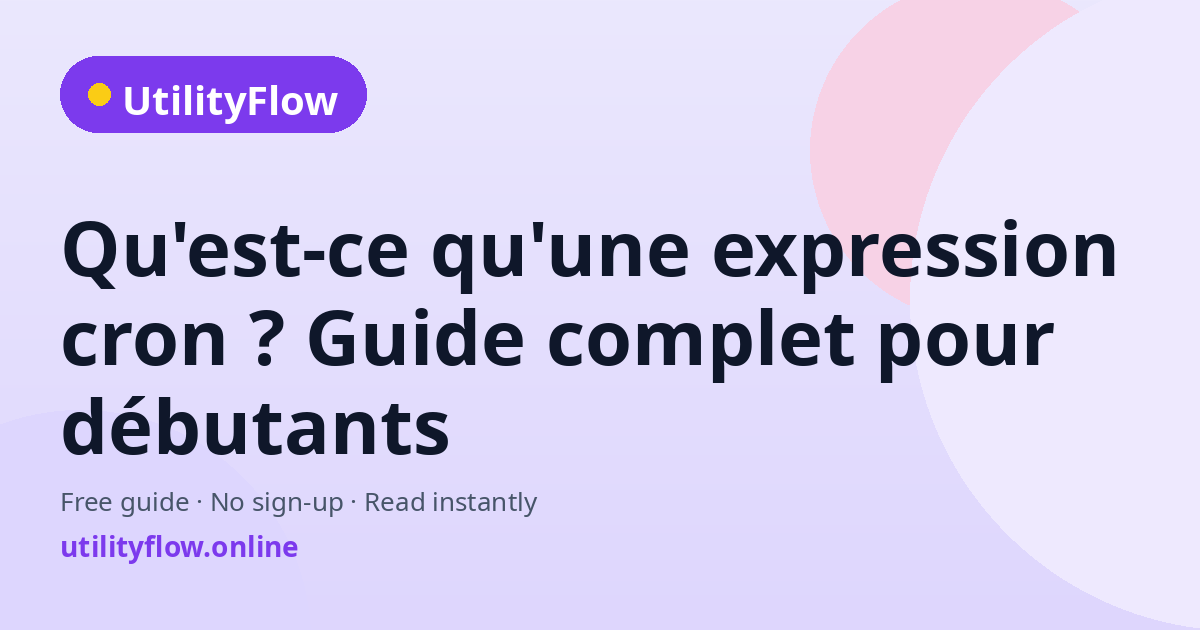 UtilityFlow
Qu'est-ce qu'une expression
cron ? Guide complet pour
débutants
Free guide · No sign-up · Read instantly
utilityflow.online